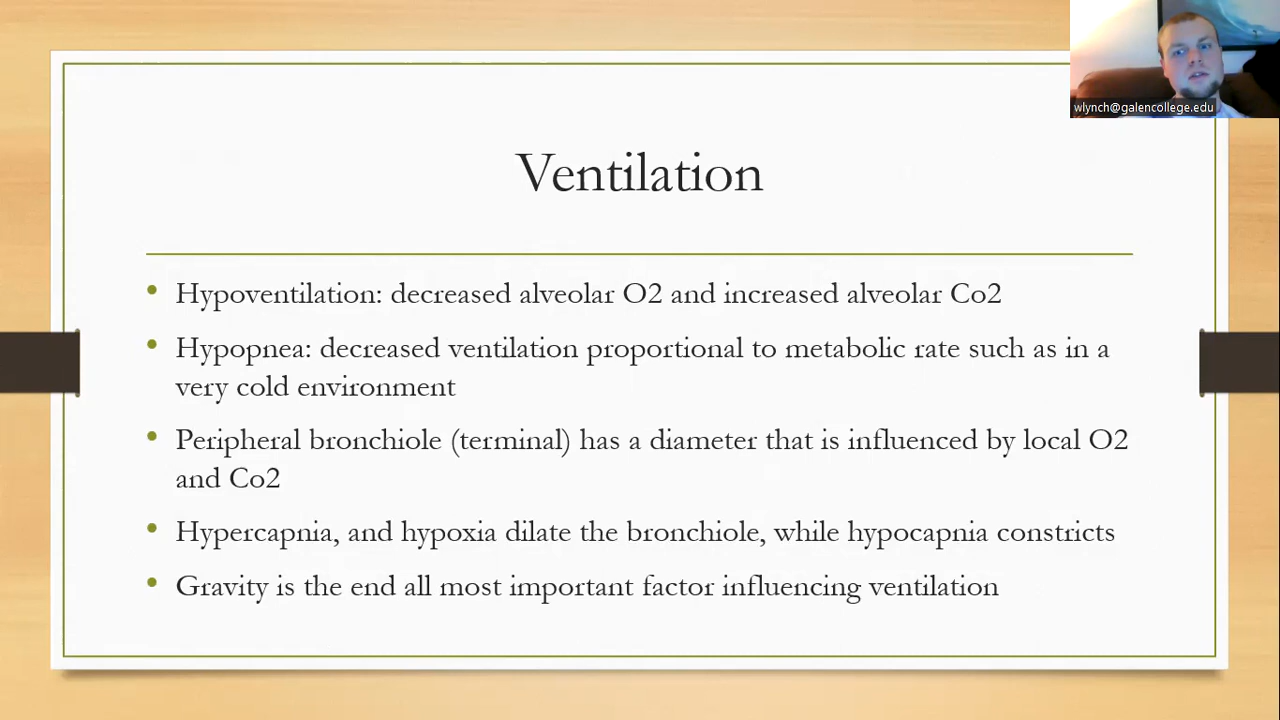 wlynch@galencollege.edu
Ventilation
• Hypoventilation: decreased alveolar O2 and increased alveolar Co2
• Hypopnea: decreased ventilation proportional to metabolic rate such as in a
very cold environment
• Peripheral bronchiole (terminal) has a diameter that is influenced by local O2
and Co2
• Hypercapnia, and hypoxia dilate the bronchiole, while hypocapnia constricts
• Gravity is the end all most important factor influencing ventilation